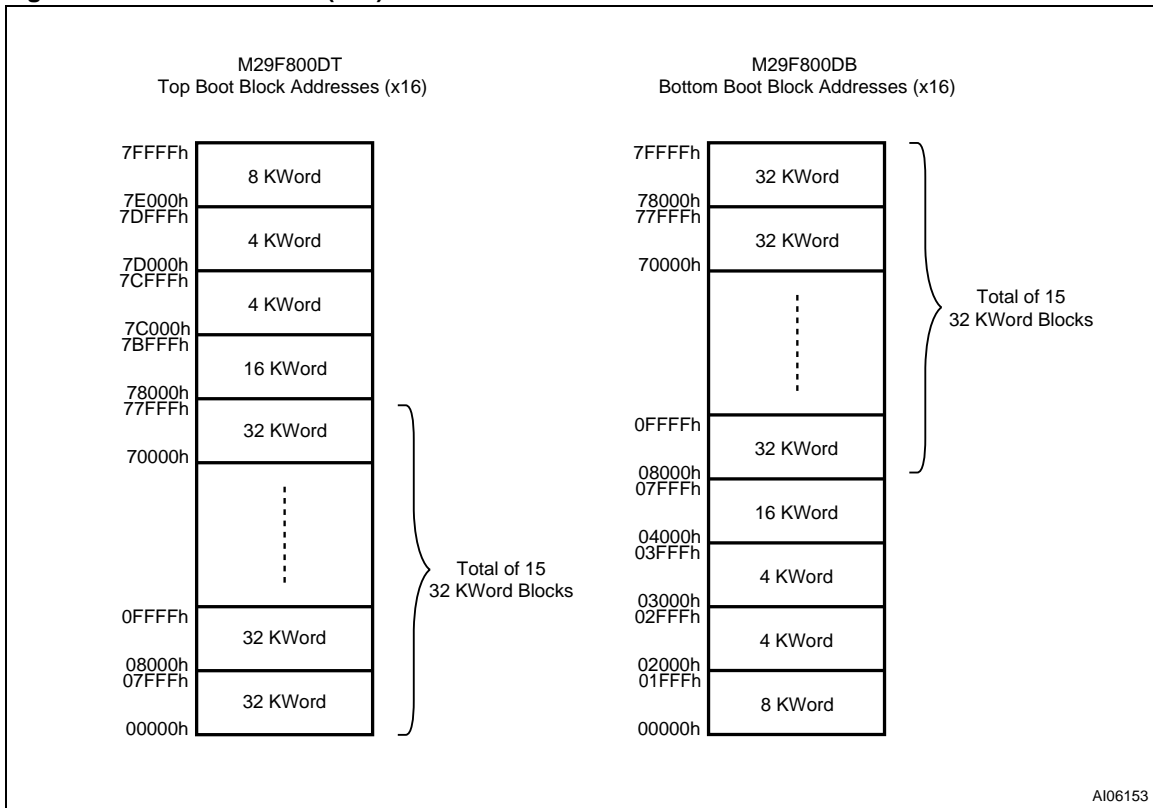 M29F800DT
Top Boot Block Addresses (x16)
7FFFFh
8 KWord
7E000h
7DFFFh
4 KWord
7D000h
7CFFFh
4 KWord
7C000h
7BFFFh
16 KWord
78000h
77FFFh
32 KWord
70000h
Total of 15
32 KWord Blocks
0FFFFh
32 KWord
08000h
07FFFh
32 KWord
00000h
M29F800DB
Bottom Boot Block Addresses (x16)
7FFFFh
32 KWord
78000h
77FFFh
32 KWord
70000h
Total of 15
32 KWord Blocks
0FFFFh
32 KWord
08000h
07FFFh
16 KWord
04000h
03FFFh
4 KWord
03000h
02FFFh
4 KWord
02000h
01FFFh
8 KWord
00000h
AI06153